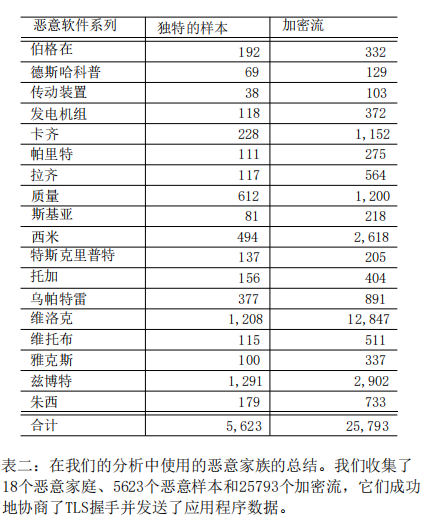 恶意软件系列 独特的样本 加密流
伯格在 192 332
德斯哈科普 69 129
传动装置 38 103
发电机组 118 372
卡齐 228 1,152
帕里特 111 275
拉齐 117 564
质量 612 1,200
斯基亚 81 218
西米 494 2,618
特斯克里普特 137 205
托加 156 404
乌帕特雷 377 891
维洛克 1,208 12,847
维托布 115 511
雅克斯 100 337
兹博特 1,291 2,902
朱西 179 733
合计 5,623 25,793
表二：在我们的分析中使用的恶意家族的总结。我们收集了
18个恶意家庭、5623个恶意样本和25793个加密流，它们成功
地协商了TLS握手并发送了应用程序数据。